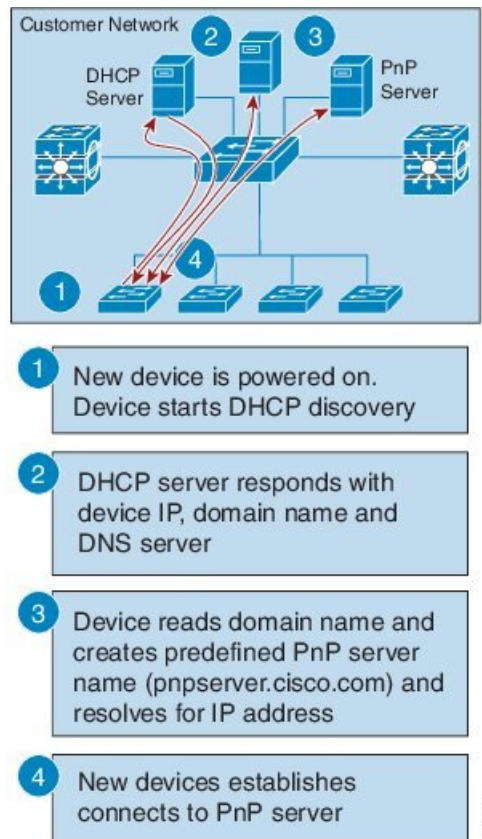 Customer Network
2
3
DHCP
Server
PnP
Server
4
1
1
New device is powered on.
Device starts DHCP discovery
2
DHCP server responds with
device IP, domain name and
DNS server
3
Device reads domain name and
creates predefined PnP server
name (pnpserver.cisco.com) and
resolves for IP address
4
New devices establishes
connects to PnP server